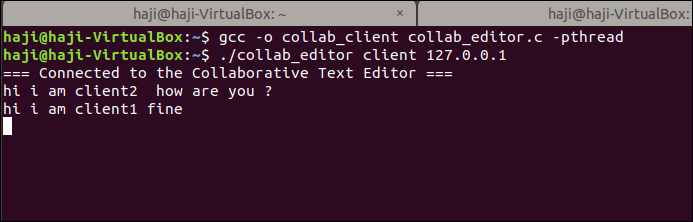 haji@haji-VirtualBox: ~ × haji@haji-VirtualBox:
haji@haji-VirtualBox:~$ gcc -o collab_client collab_editor.c -pthread
haji@haji-VirtualBox:~$ ./collab_editor client 127.0.0.1
=== Connected to the Collaborative Text Editor ===
hi i am client2  how are you ?
hi i am client1 fine